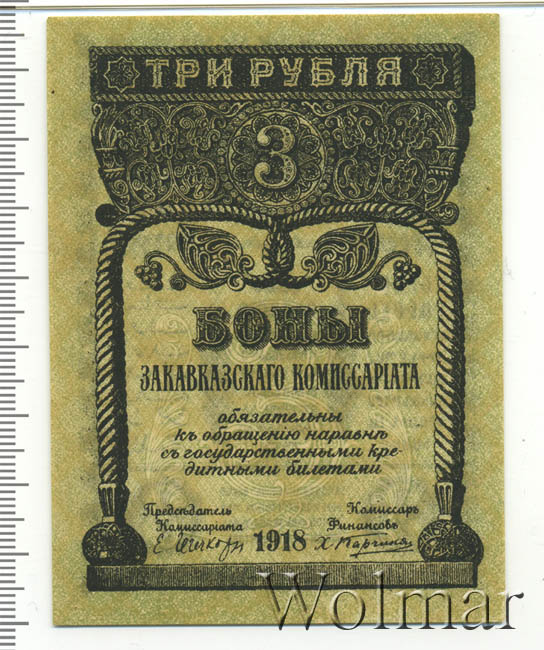 ТРИ РУБЛЯ
3
БОНЫ
ЗАКАВКАЗСКАГО КОМИССАРІАТА
обязательны
къ обращенію наравнѣ
съ государственными кре-
дитными билетами
Предсѣдатель Комиссаръ
Комиссаріата Финансовъ
1918
Wolmar